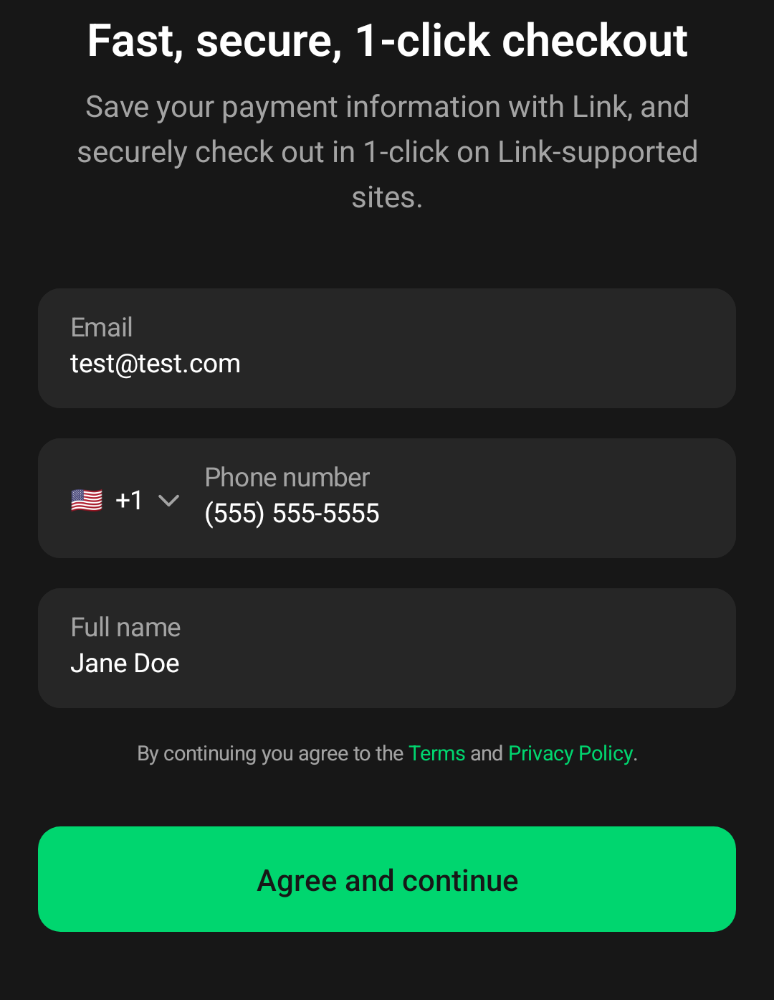 Fast, secure, 1-click checkout
Save your payment information with Link, and
securely check out in 1-click on Link-supported
sites.
Email
test@test.com
+1
Phone number
(555) 555-5555
Full name
Jane Doe
By continuing you agree to the Terms and Privacy Policy.
Agree and continue